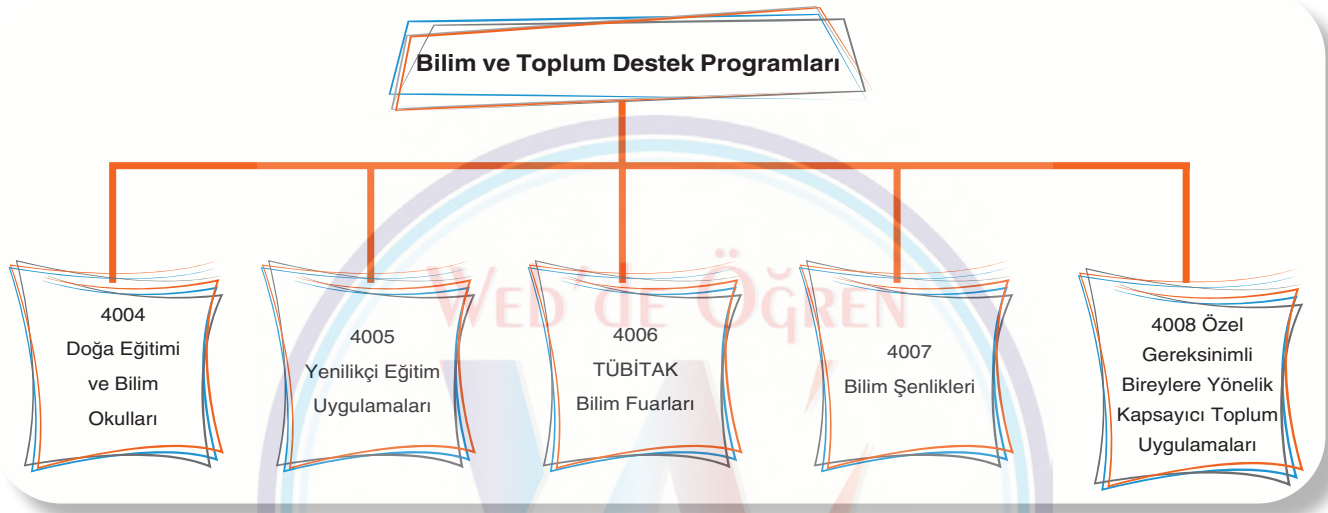 Bilim ve Toplum Destek Programları
WED'de ÖĞREN
4004
Doğa Eğitimi
ve Bilim
Okulları
4005
Yenilikçi Eğitim
Uygulamaları
4006
TÜBİTAK
Bilim Fuarları
4007
Bilim Şenlikleri
4008 Özel
Gereksinimli
Bireylere Yönelik
Kapsayıcı Toplum
Uygulamaları